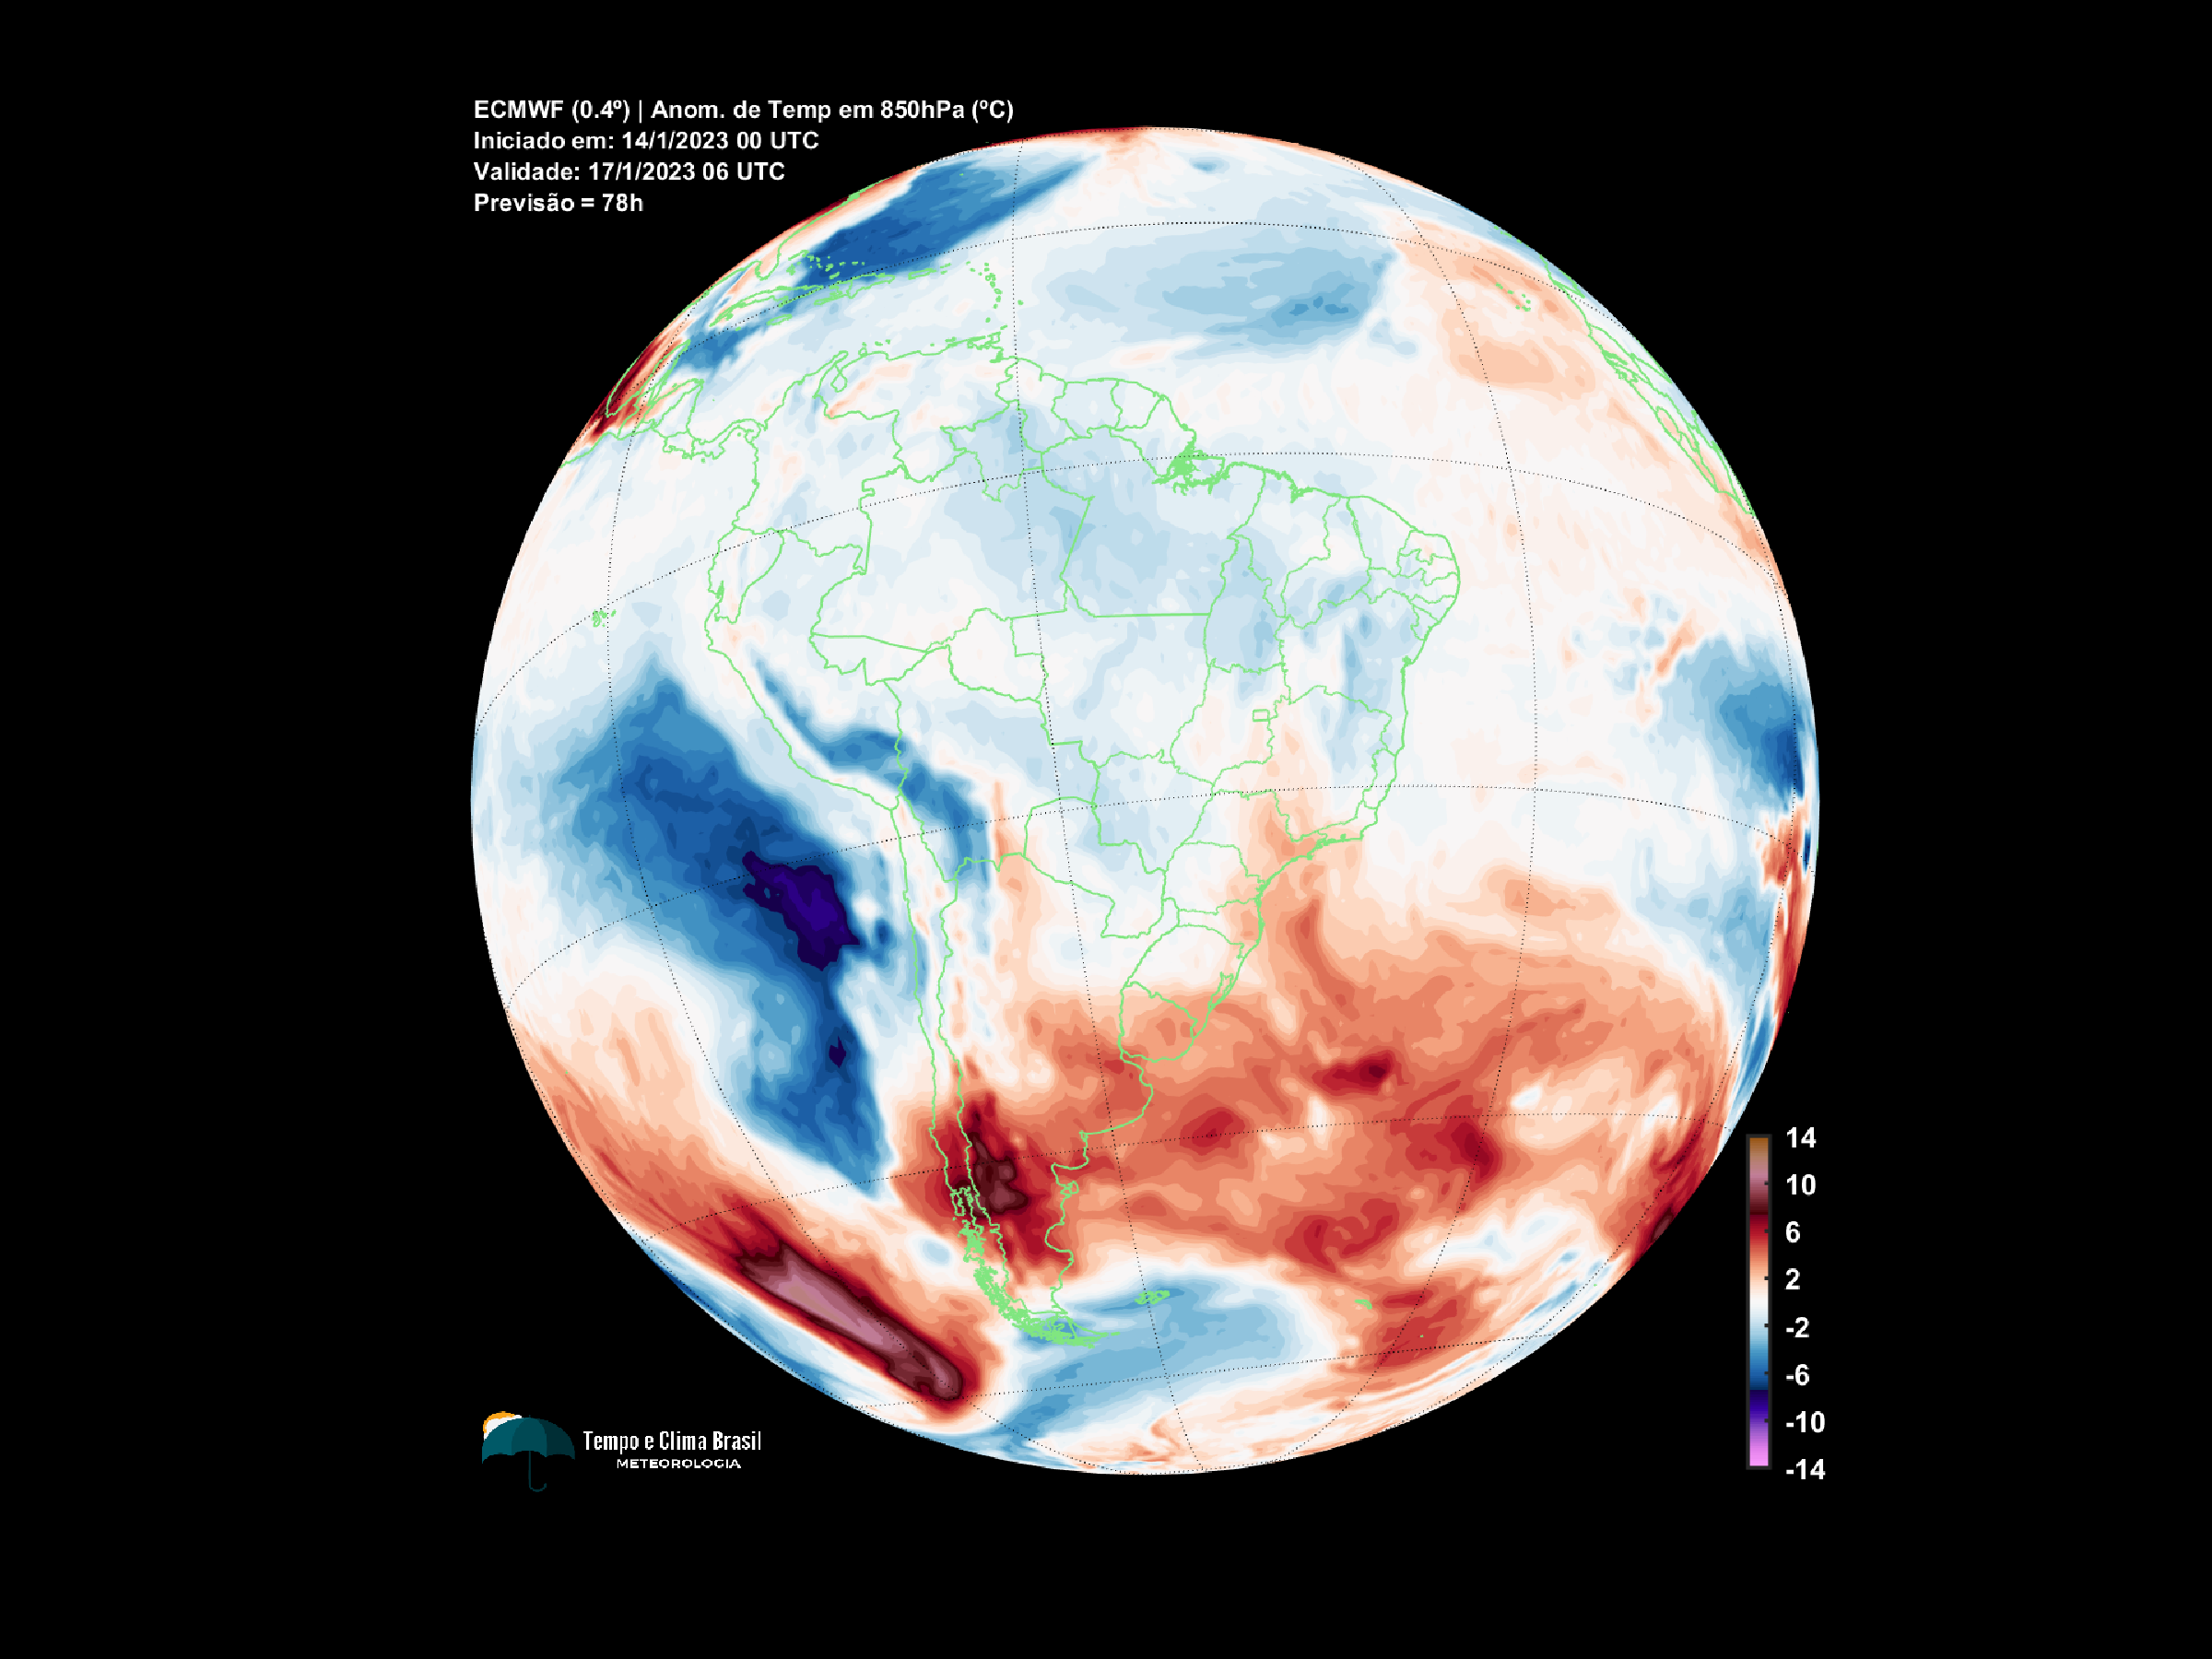 ECMWF (0.4º) | Anom. de Temp em 850hPa (ºC)
Iniciado em: 14/1/2023 00 UTC
Validade: 17/1/2023 06 UTC
Previsão = 78h
14
10
6
2
-2
-6
-10
-14
Tempo e Clima Brasil
METEOROLOGIA